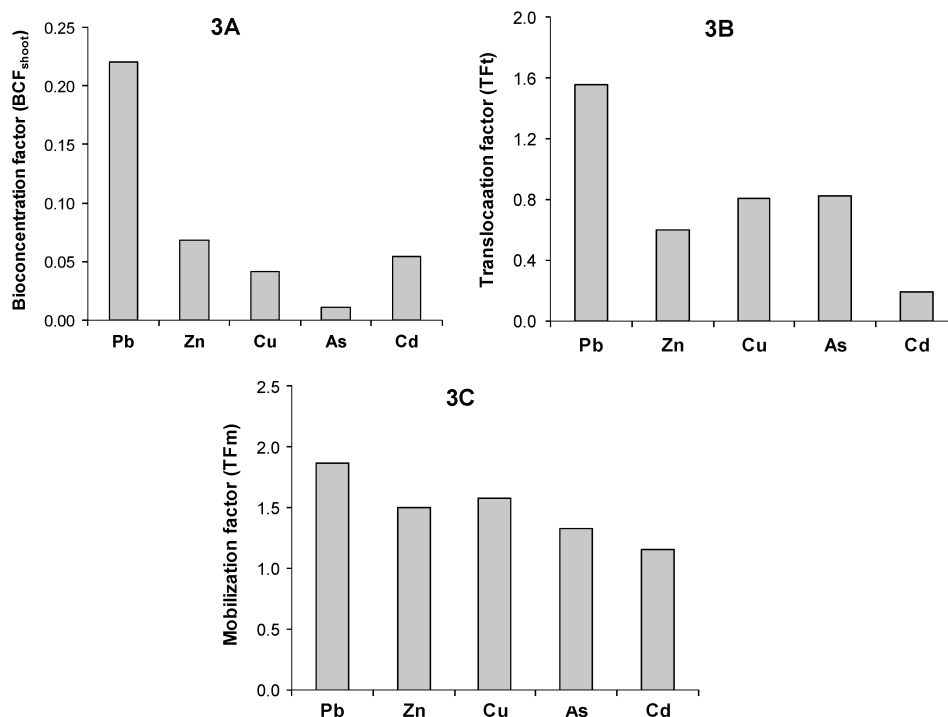 3A
Bioconcentration factor (BCFshoot)
0.25
0.20
0.15
0.10
0.05
0.00
Pb Zn Cu As Cd
3B
Translocaation factor (TFt)
2.0
1.6
1.2
0.8
0.4
0.0
Pb Zn Cu As Cd
3C
Mobilization factor (TFm)
2.5
2.0
1.5
1.0
0.5
0.0
Pb Zn Cu As Cd